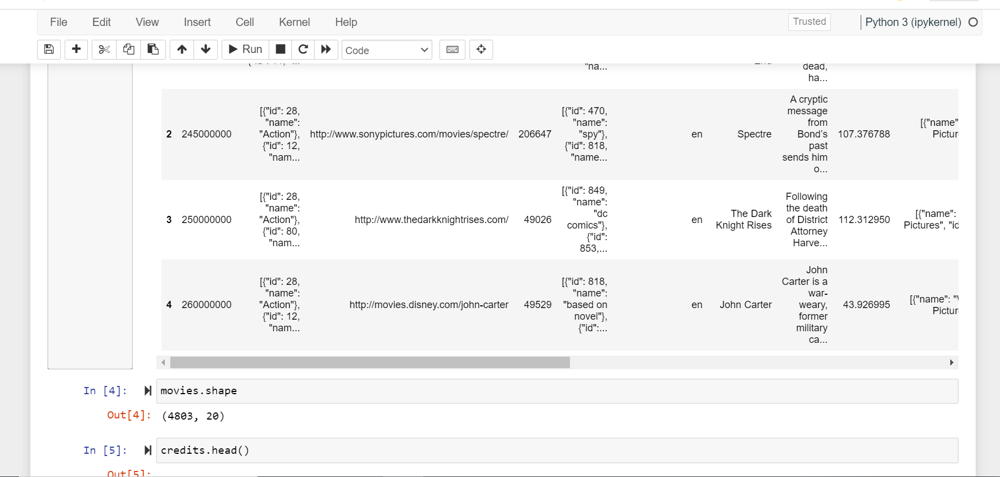 File Edit View Insert Cell Kernel Help Trusted Python 3 (ipykernel)
Run Code
"na...
dead,
ha...
2 245000000
[{"id": 28,
"name":
"Action"},
{"id": 12,
"nam...
http://www.sonypictures.com/movies/spectre/ 206647
[{"id": 470,
"name":
"spy"},
{"id": 818,
"name...
en Spectre
A cryptic
message
from
Bond’s
past
sends him
o...
107.376788
[{"name"
Pictur
3 250000000
[{"id": 28,
"name":
"Action"},
{"id": 80,
"nam...
http://www.thedarkknightrises.com/ 49026
[{"id": 849,
"name":
"dc
comics"},
{"id":
853,...
en
The Dark
Knight Rises
Following
the death
of District
Attorney
Harve...
112.312950
[{"name":
Pictures", "id
4 260000000
[{"id": 28,
"name":
"Action"},
{"id": 12,
"nam...
http://movies.disney.com/john-carter 49529
[{"id": 818,
"name":
"based on
novel"},
{"id":...
en John Carter
John
Carter is a
war-
weary,
former
military
ca...
43.926995
[{"name": "
Pictur
In [4]: movies.shape
Out[4]: (4803, 20)
In [5]: credits.head()
Out[5]: